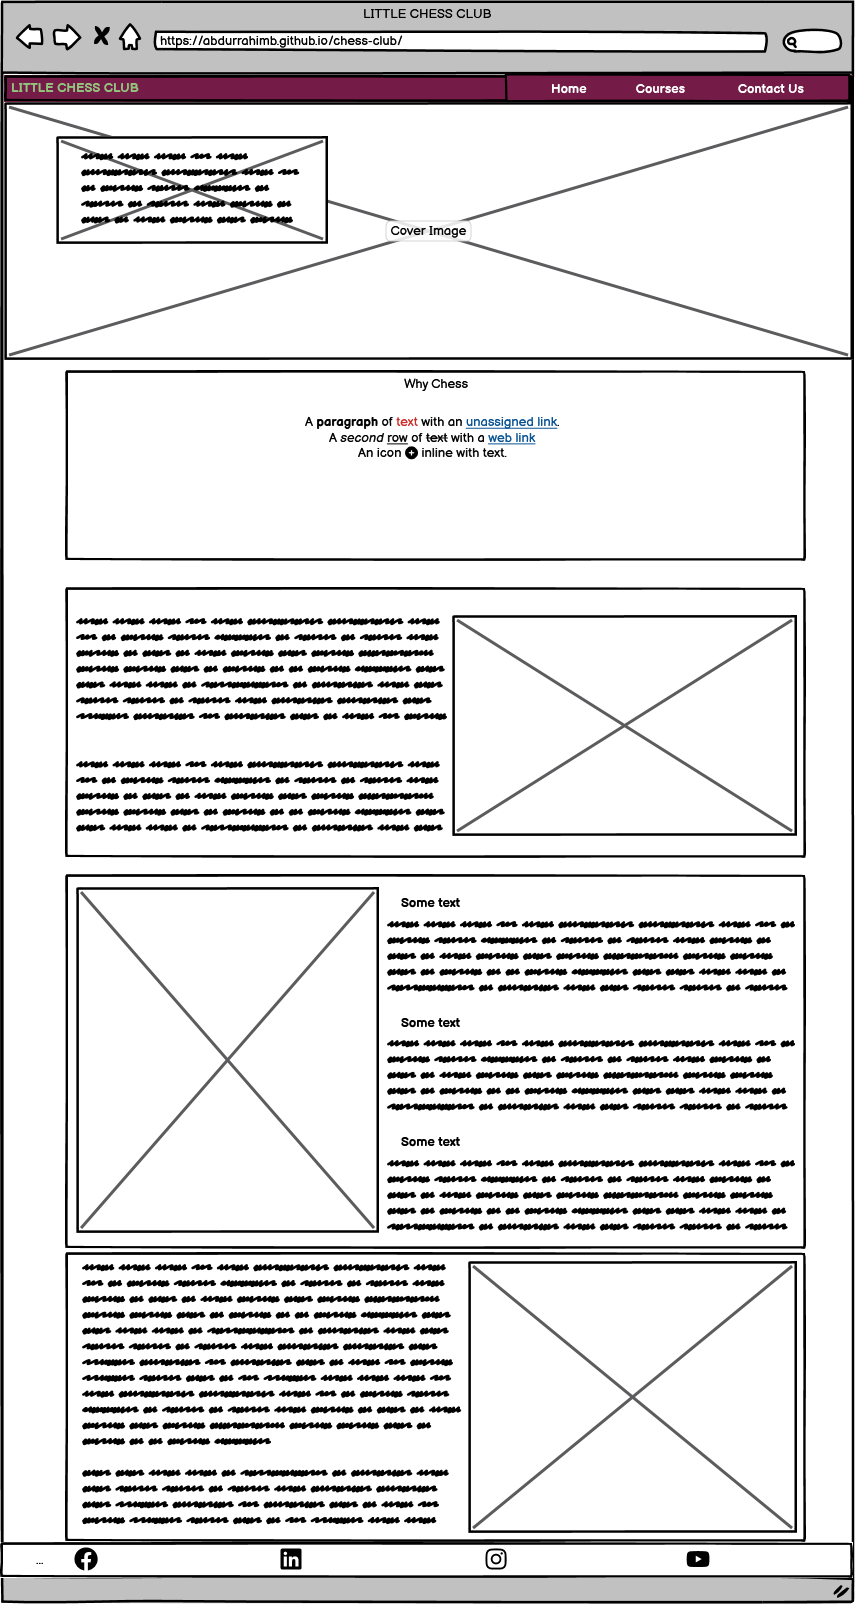 LITTLE CHESS CLUB
https://abdurrahimb.github.io/chess-club/
LITTLE CHESS CLUB
Home
Courses
Contact Us
Cover Image
Why Chess
A paragraph of text with an unassigned link.
A second row of text with a web link
An icon inline with text.
Some text
Some text
Some text
...